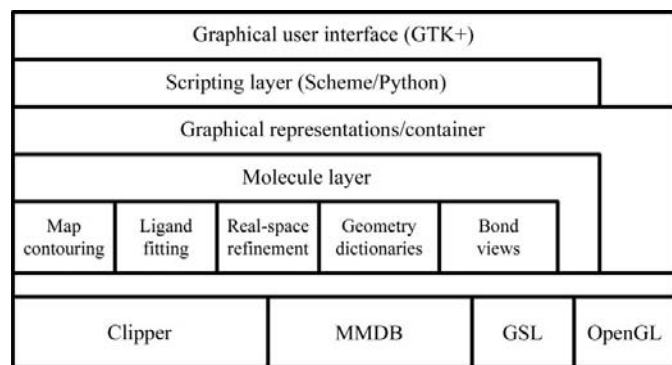 Graphical user interface (GTK+)
Scripting layer (Scheme/Python)
Graphical representations/container
Molecule layer
Map
contouring
Ligand
fitting
Real-space
refinement
Geometry
dictionaries
Bond
views
Clipper
MMDB
GSL
OpenGL